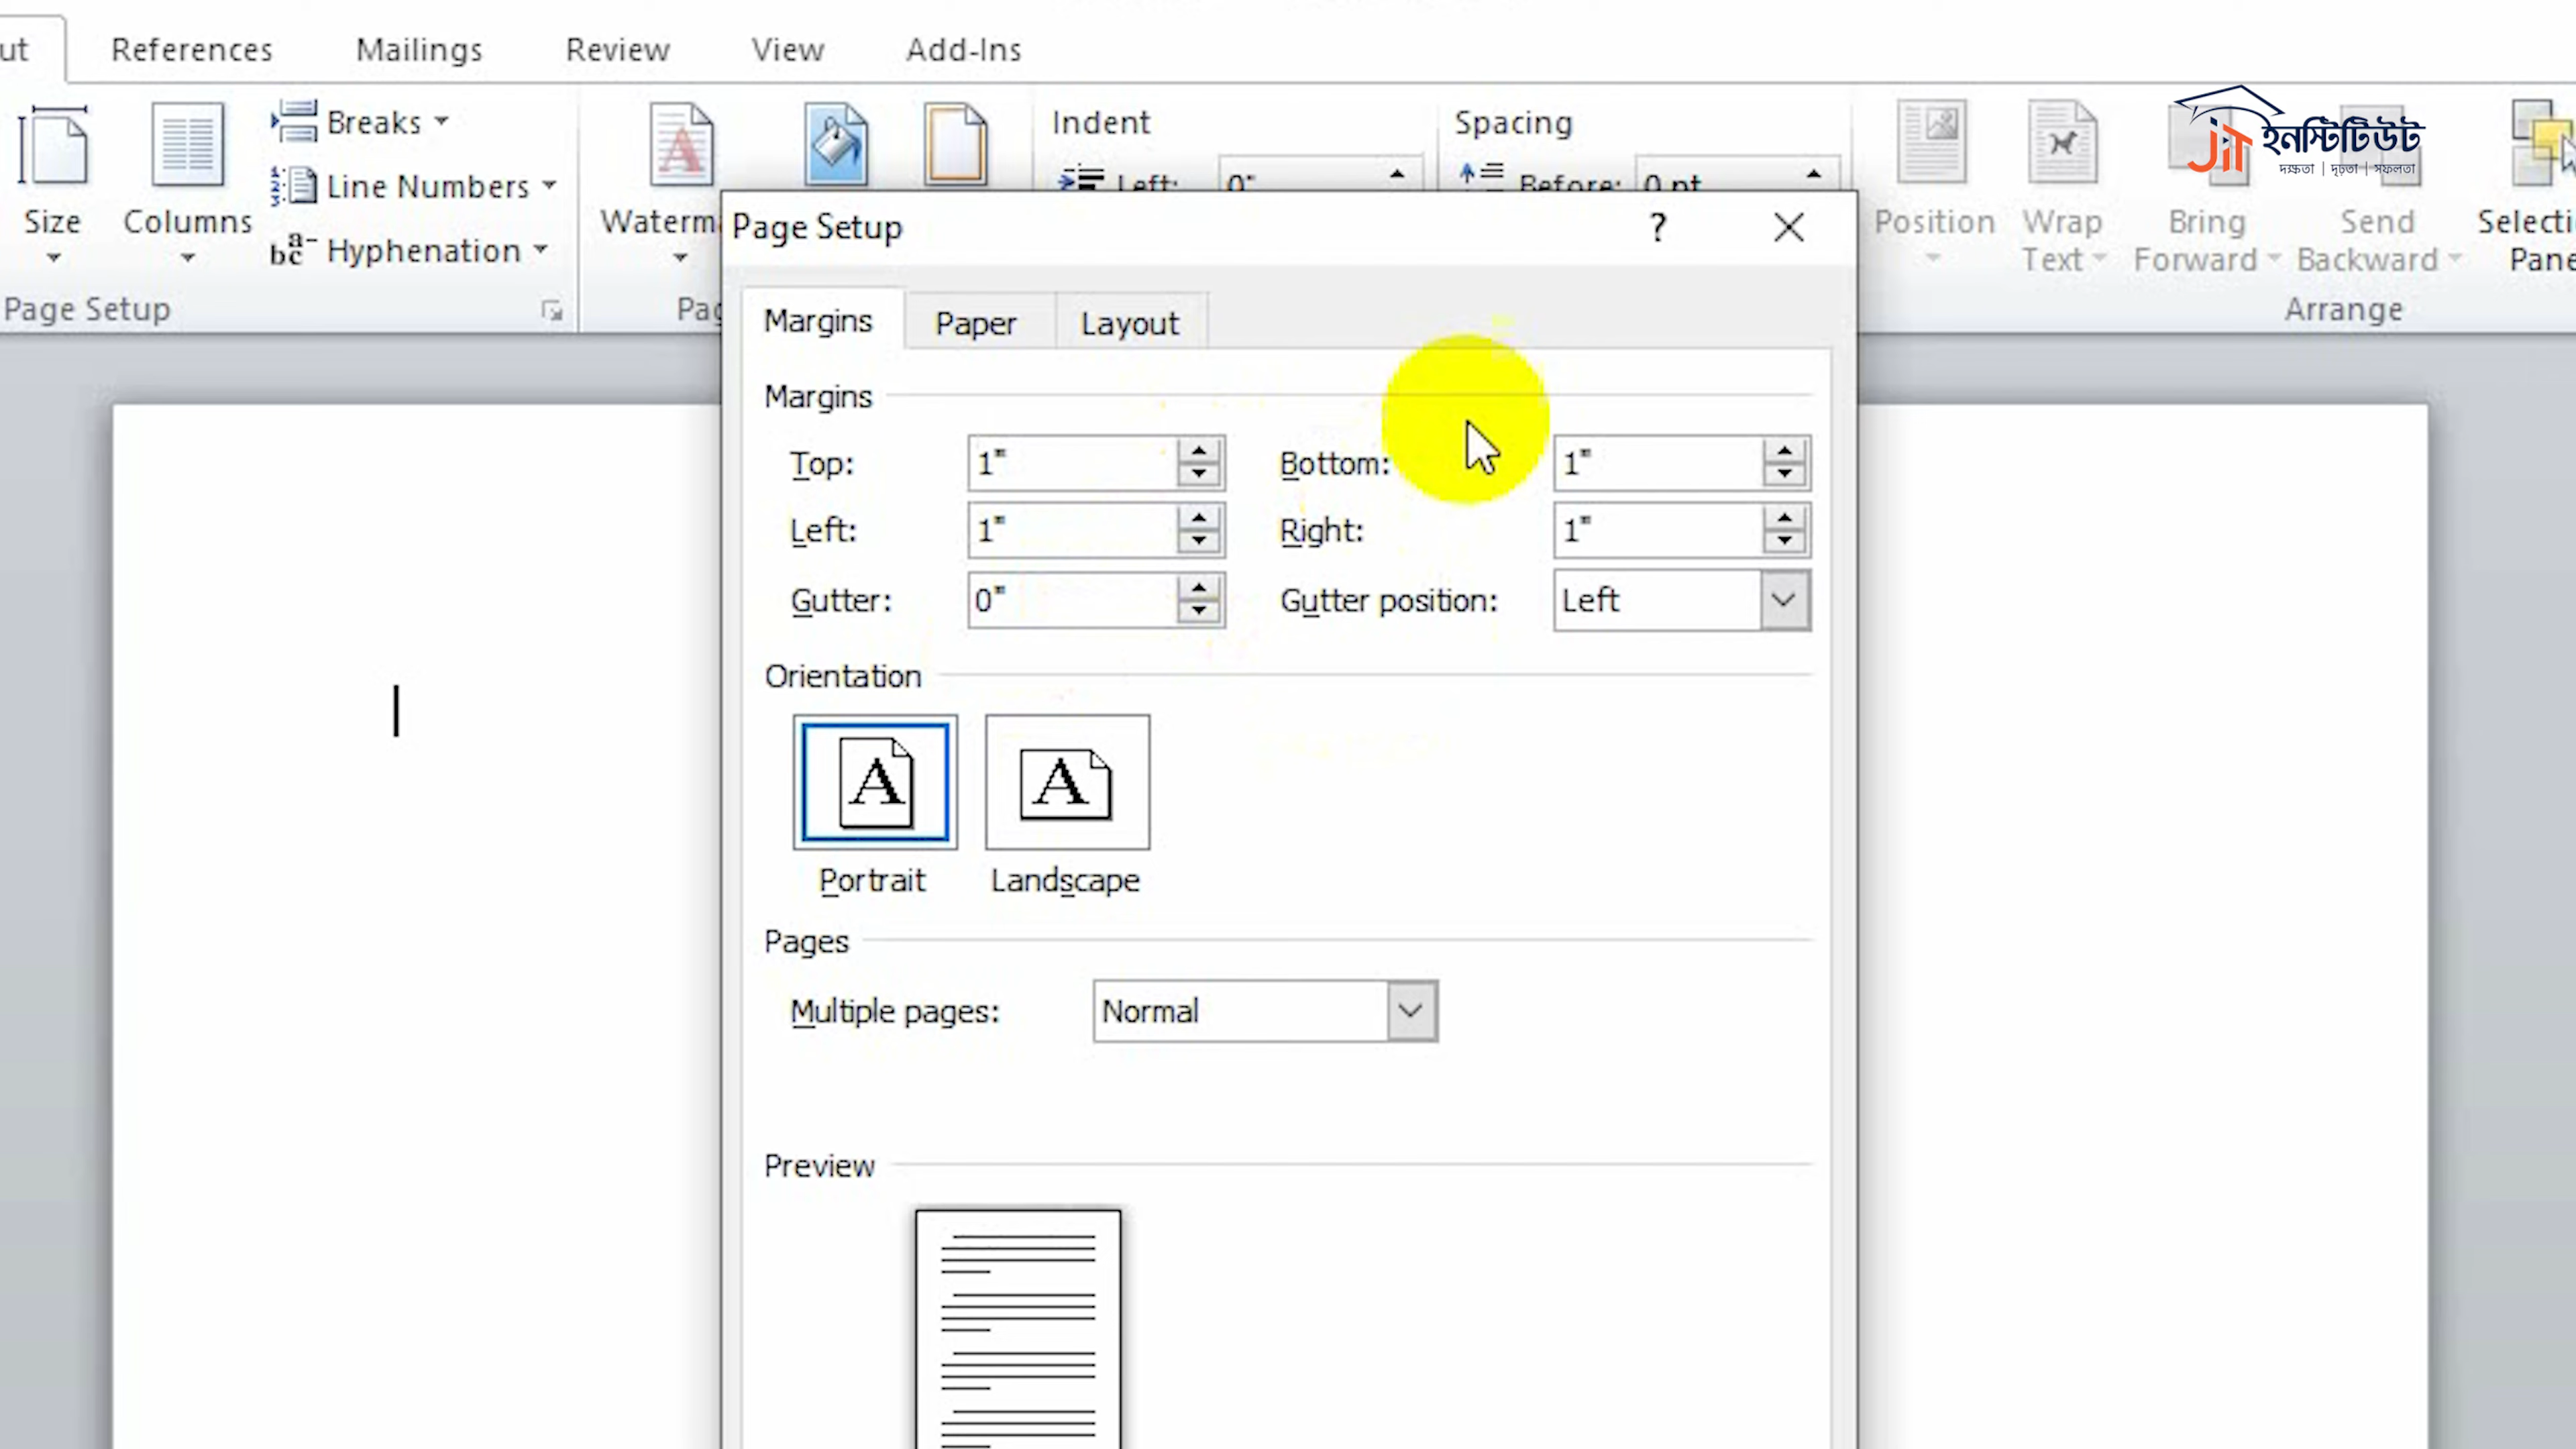 References Mailings Review View Add-Ins
Breaks
Line Numbers
Hyphenation
Size Columns
Page Setup
Indent
Left: 0"
Spacing
Before: 0 pt
Position
Wrap
Text
Bring
Forward
Send
Backward
Arrange
JIT ইনস্টিটিউট
দক্ষতা | দৃঢ়তা | সফলতা
Page Setup
Margins Paper Layout
Margins
Top: 1" Bottom: 1"
Left: 1" Right: 1"
Gutter: 0" Gutter position: Left
Orientation
A A
Portrait Landscape
Pages
Multiple pages: Normal
Preview